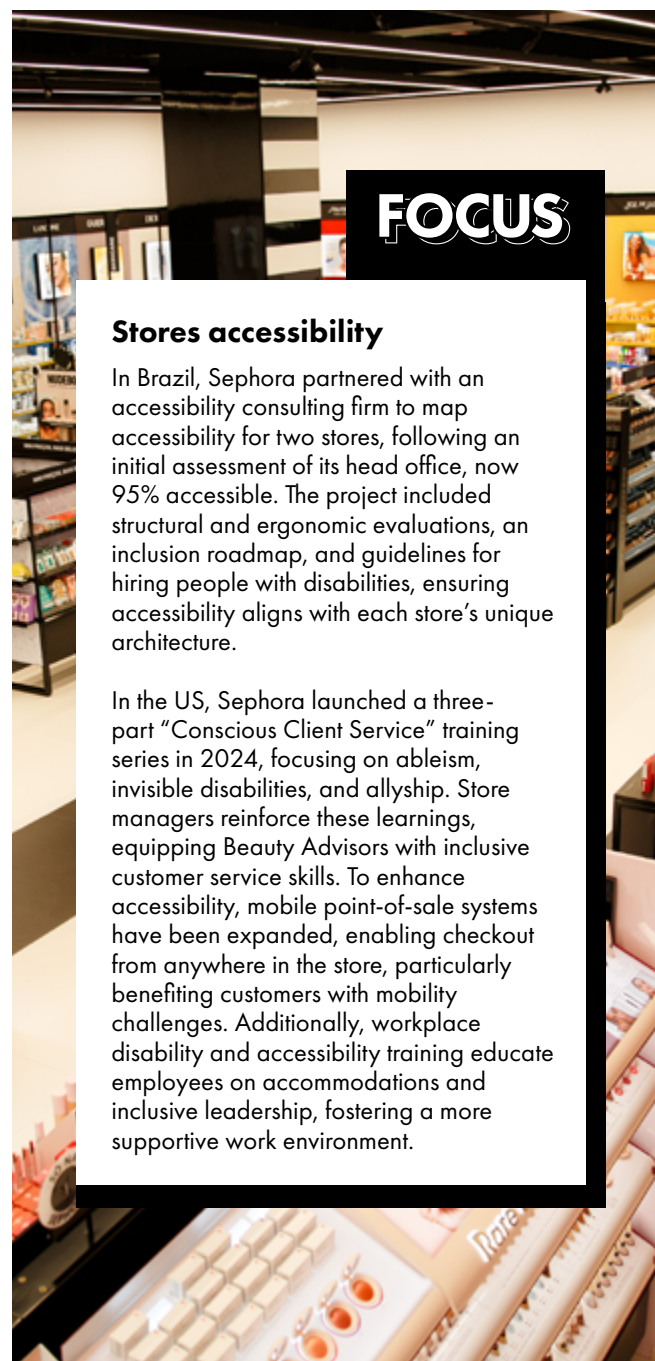 FOCUS
Stores accessibility
In Brazil, Sephora partnered with an
accessibility consulting firm to map
accessibility for two stores, following an
initial assessment of its head office, now
95% accessible. The project included
structural and ergonomic evaluations, an
inclusion roadmap, and guidelines for
hiring people with disabilities, ensuring
accessibility aligns with each store’s unique
architecture.
In the US, Sephora launched a three-
part “Conscious Client Service” training
series in 2024, focusing on ableism,
invisible disabilities, and allyship. Store
managers reinforce these learnings,
equipping Beauty Advisors with inclusive
customer service skills. To enhance
accessibility, mobile point-of-sale systems
have been expanded, enabling checkout
from anywhere in the store, particularly
benefiting customers with mobility
challenges. Additionally, workplace
disability and accessibility training educate
employees on accommodations and
inclusive leadership, fostering a more
supportive work environment.
Rare